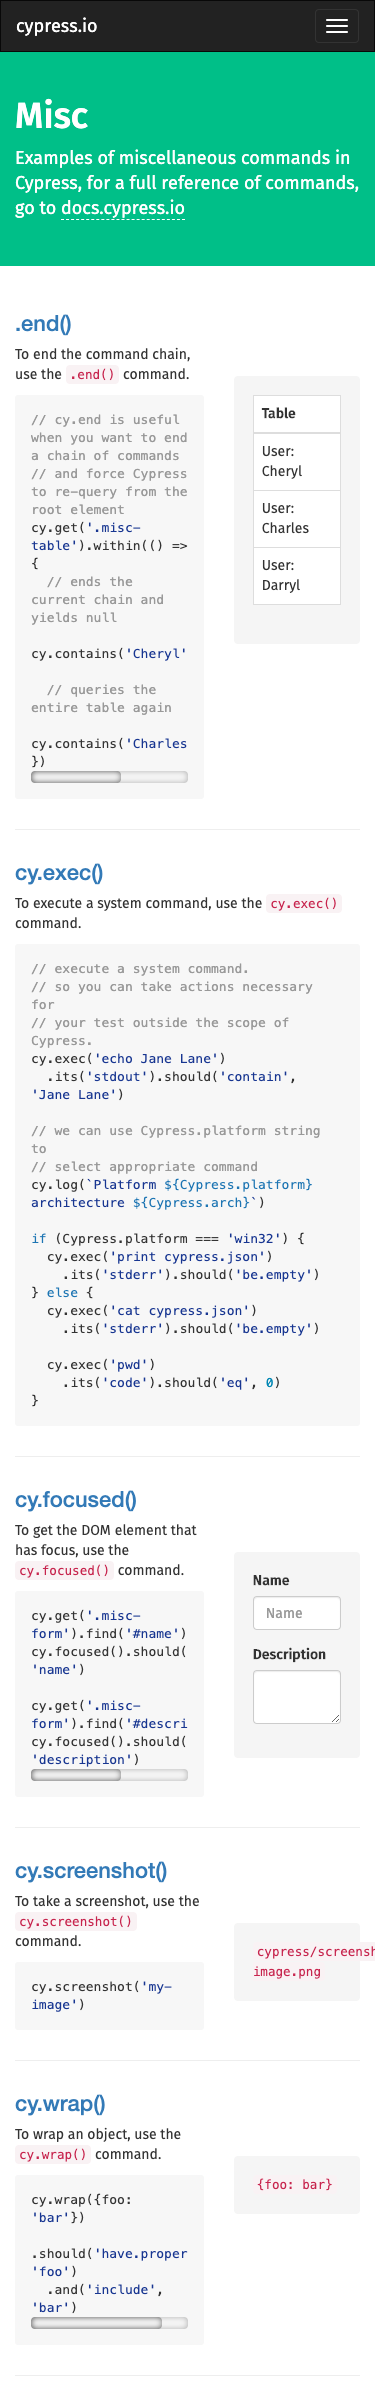 cypress.io
Misc
Examples of miscellaneous commands in
Cypress, for a full reference of commands,
go to docs.cypress.io
.end()
To end the command chain,
use the .end() command.
// cy.end is useful
when you want to end
a chain of commands
// and force Cypress
to re-query from the
root element
cy.get('.misc-
table').within(() =>
{
  // ends the
current chain and
yields null
cy.contains('Cheryl'
  // queries the
entire table again
cy.contains('Charles
})
Table
User:
Cheryl
User:
Charles
User:
Darryl
cy.exec()
To execute a system command, use the cy.exec()
command.
// execute a system command.
// so you can take actions necessary
for
// your test outside the scope of
Cypress.
cy.exec('echo Jane Lane')
  .its('stdout').should('contain',
'Jane Lane')
// we can use Cypress.platform string
to
// select appropriate command
cy.log(`Platform ${Cypress.platform}
architecture ${Cypress.arch}`)
if (Cypress.platform === 'win32') {
  cy.exec('print cypress.json')
    .its('stderr').should('be.empty')
} else {
  cy.exec('cat cypress.json')
    .its('stderr').should('be.empty')
  cy.exec('pwd')
    .its('code').should('eq', 0)
}
cy.focused()
To get the DOM element that
has focus, use the
cy.focused() command.
cy.get('.misc-
form').find('#name')
cy.focused().should(
'name')
cy.get('.misc-
form').find('#descri
cy.focused().should(
'description')
Name
Name
Description
cy.screenshot()
To take a screenshot, use the
cy.screenshot()
command.
cy.screenshot('my-
image')
cypress/screensh
image.png
cy.wrap()
To wrap an object, use the
cy.wrap() command.
cy.wrap({foo:
'bar'})
.should('have.proper
'foo')
  .and('include',
'bar')
{foo: bar}